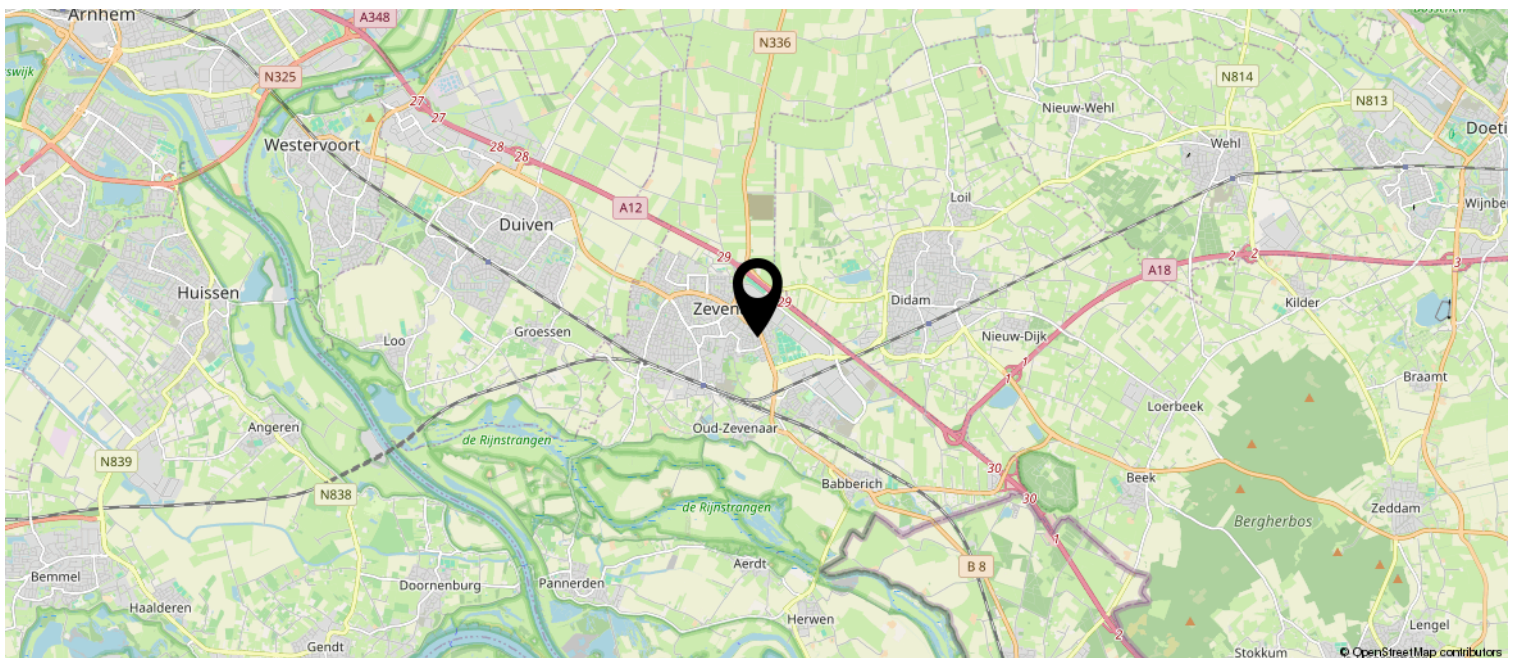 Arnhem
A348
N336
swijk
N325
N814
N813
27
27
Nieuw-Wehl
Doeti
Westervoort
28
28
Wehl
Loil
A12
Wijnbe
Duiven
29
2
2
3
A18
Huissen
29
Didam
Kilder
Zeven
Groessen
Loo
Nieuw-Dijk
1
1
Braamt
Loerbeek
Angeren
Oud-Zevenaar
de Rijnstrangen
N839
30
Beek
Babberich
N838
30
de Rijnstrangen
Zeddam
Bergherbos
1
B 8
Aerdt
Bemmel
Doornenburg
Pannerden
Haalderen
Herwen
Lengel
2
Gendt
Stokkum
© OpenStreetMap contributors